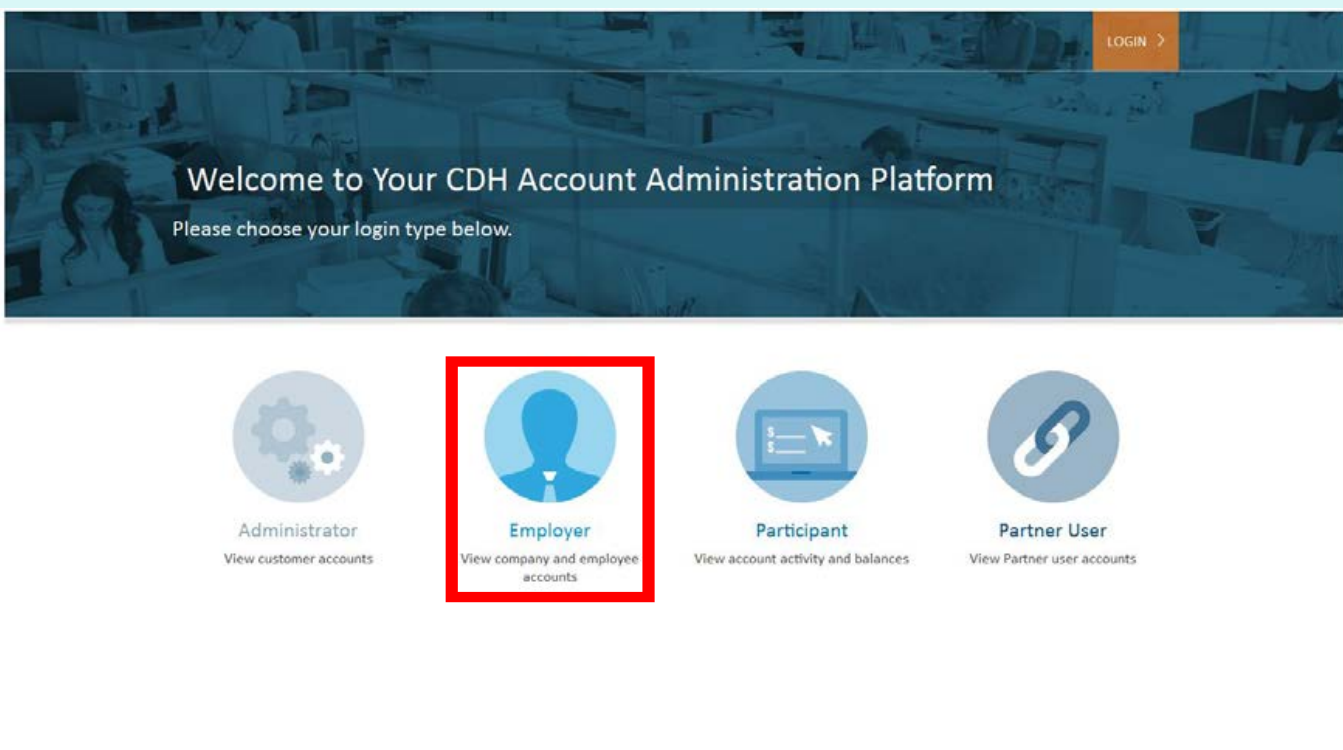 LOGIN >
Welcome to Your CDH Account Administration Platform
Please choose your login type below.
$
$
Administrator
View customer accounts
Employer
View company and employee
accounts
Participant
View account activity and balances
Partner User
View Partner user accounts